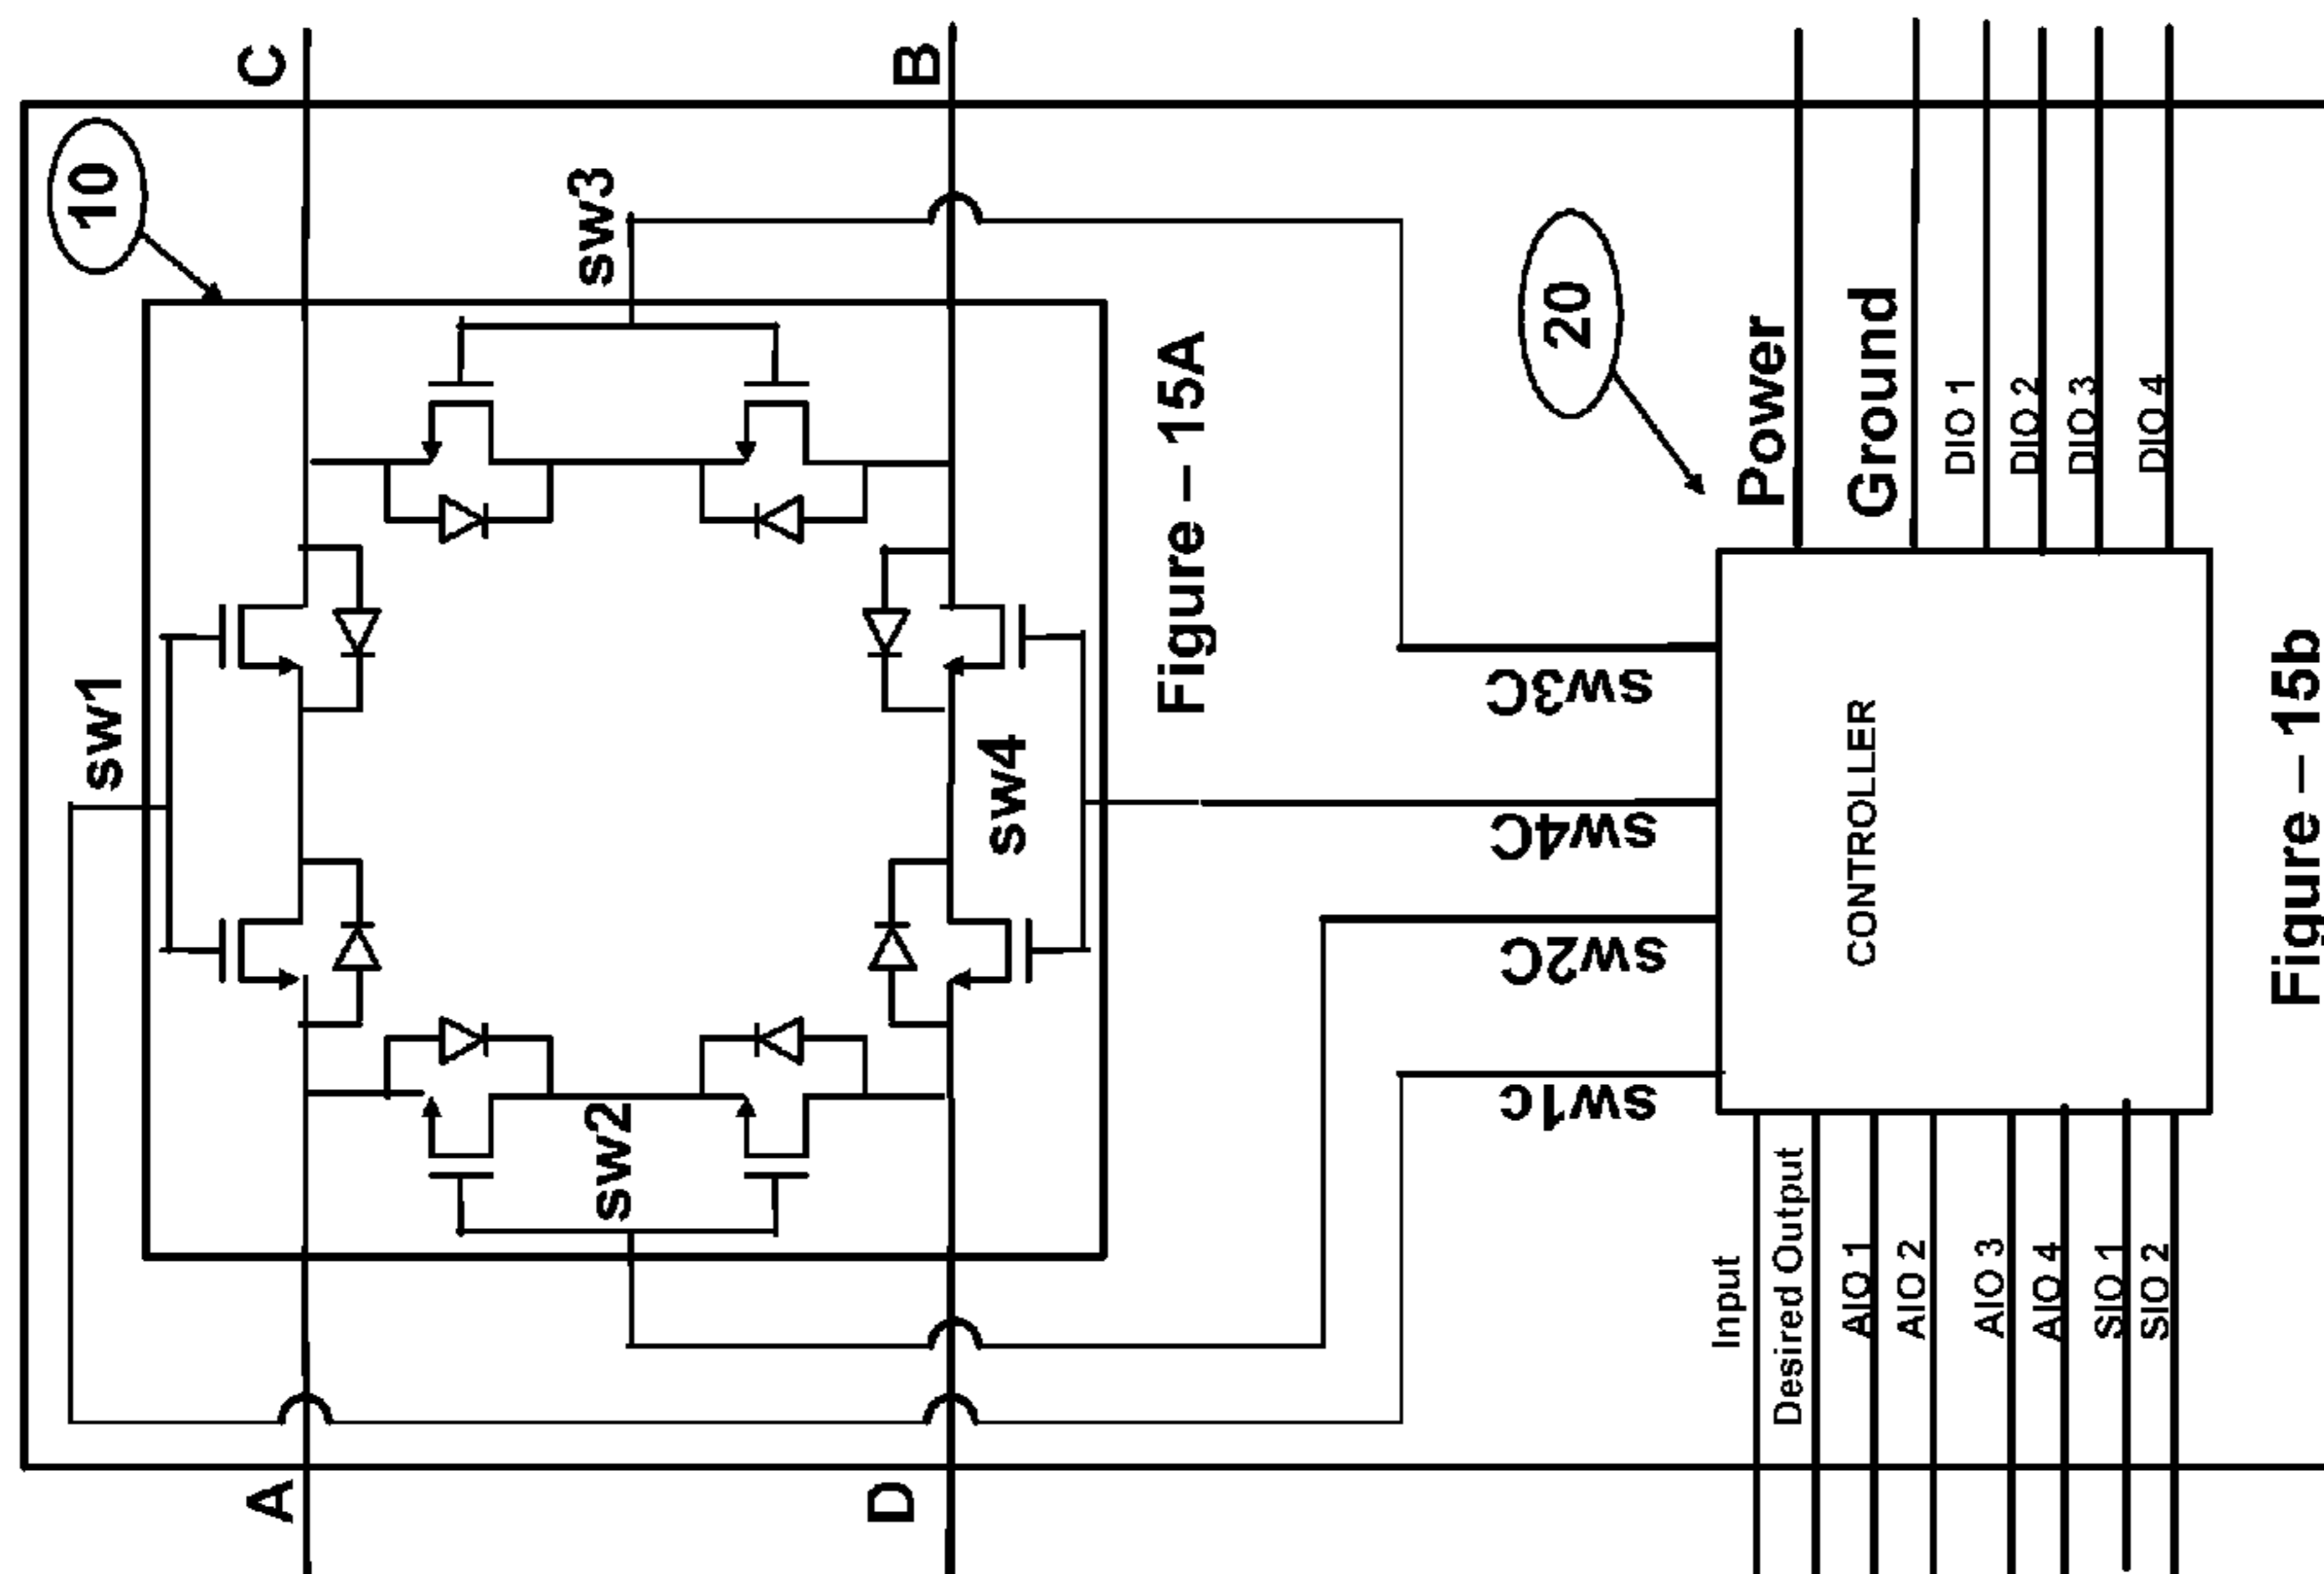 A
C
10
sw1
sw2
sw3
sw4
D
B
Figure – 15A
20
sw1c
sw2C
sw4C
sw3C
Input
Desired Output
AIO 1
AIO 2
AIO 3
AIO 4
SIO 1
SIO 2
CONTROLLER
Power
Ground
DIO 1
DIO 2
DIO 3
DIO 4
Figure – 15b